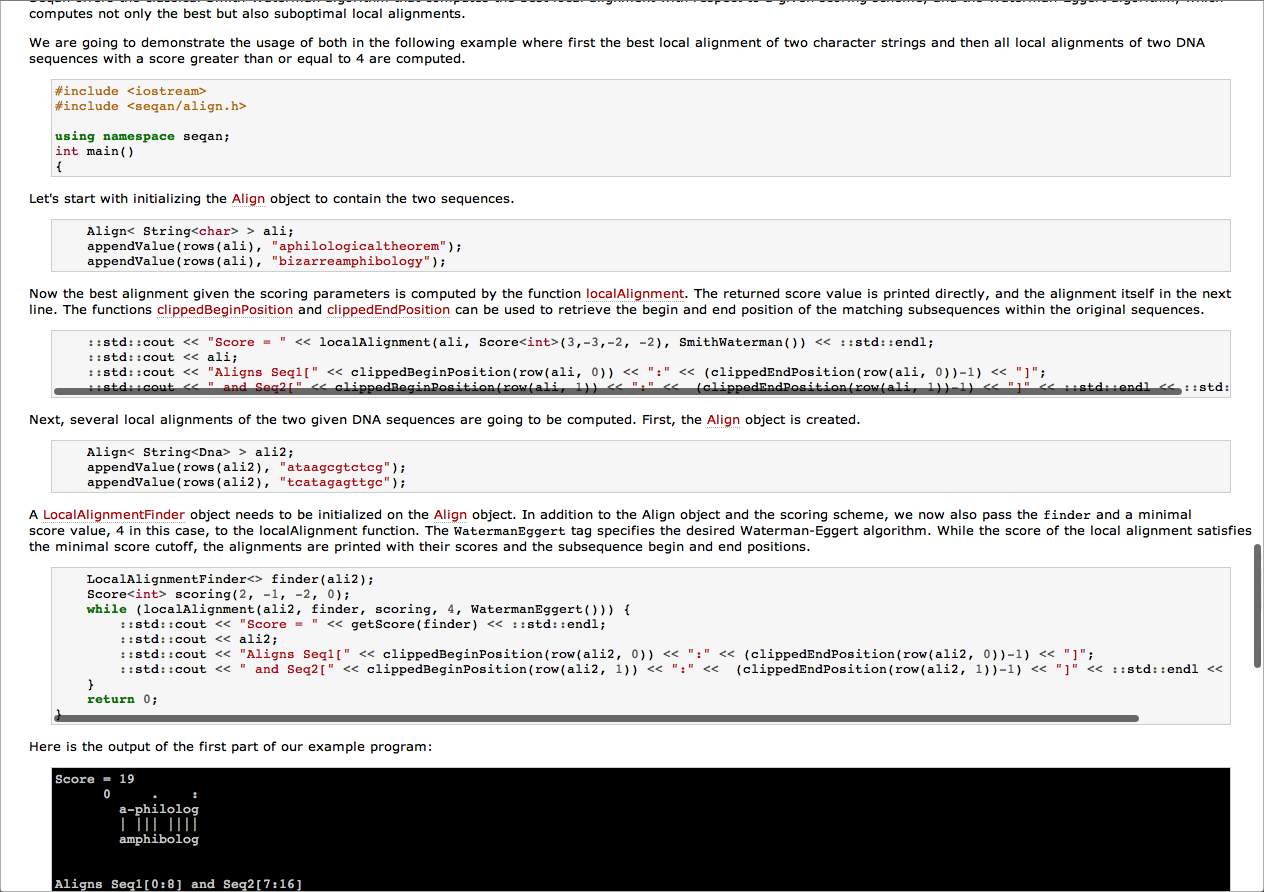 computes not only the best but also suboptimal local alignments.
We are going to demonstrate the usage of both in the following example where first the best local alignment of two character strings and then all local alignments of two DNA
sequences with a score greater than or equal to 4 are computed.
#include <iostream>
#include <seqan/align.h>
using namespace seqan;
int main()
{
Let's start with initializing the Align object to contain the two sequences.
Align< String<char> > ali;
appendValue(rows(ali), "aphilologicaltheorem");
appendValue(rows(ali), "bizarreamphibology");
Now the best alignment given the scoring parameters is computed by the function localAlignment. The returned score value is printed directly, and the alignment itself in the next
line. The functions clippedBeginPosition and clippedEndPosition can be used to retrieve the begin and end position of the matching subsequences within the original sequences.
::std::cout << "Score = " << localAlignment(ali, Score<int>(3,-3,-2, -2), SmithWaterman()) << ::std::endl;
::std::cout << ali;
::std::cout << "Aligns Seq1[" << clippedBeginPosition(row(ali, 0)) << ":" << (clippedEndPosition(row(ali, 0))-1) << "]";
::std::cout << " and Seq2[" << clippedBeginPosition(row(ali, 1)) << ":" <<  (clippedEndPosition(row(ali, 1))-1) << "]" << ::std::endl << ::std:
Next, several local alignments of the two given DNA sequences are going to be computed. First, the Align object is created.
Align< String<Dna> > ali2;
appendValue(rows(ali2), "ataagcgtctcg");
appendValue(rows(ali2), "tcatagagttgc");
A LocalAlignmentFinder object needs to be initialized on the Align object. In addition to the Align object and the scoring scheme, we now also pass the finder and a minimal
score value, 4 in this case, to the localAlignment function. The WatermanEggert tag specifies the desired Waterman-Eggert algorithm. While the score of the local alignment satisfies
the minimal score cutoff, the alignments are printed with their scores and the subsequence begin and end positions.
LocalAlignmentFinder<> finder(ali2);
Score<int> scoring(2, -1, -2, 0);
while (localAlignment(ali2, finder, scoring, 4, WatermanEggert())) {
::std::cout << "Score = " << getScore(finder) << ::std::endl;
::std::cout << ali2;
::std::cout << "Aligns Seq1[" << clippedBeginPosition(row(ali2, 0)) << ":" << (clippedEndPosition(row(ali2, 0))-1) << "]";
::std::cout << " and Seq2[" << clippedBeginPosition(row(ali2, 1)) << ":" <<  (clippedEndPosition(row(ali2, 1))-1) << "]" << ::std::endl <<
}
return 0;
}
Here is the output of the first part of our example program:
Score = 19
0     .    :
a-philolog
| ||| ||||
amphibolog
Aligns Seq1[0:8] and Seq2[7:16]